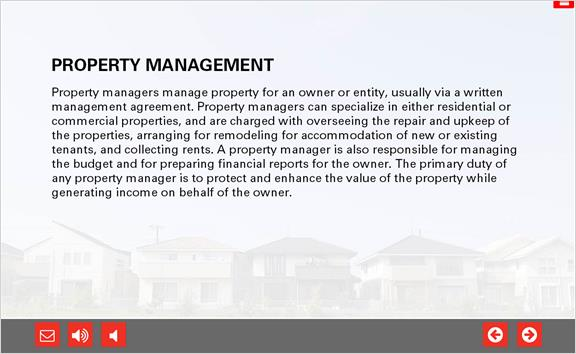 PROPERTY MANAGEMENT
Property managers manage property for an owner or entity, usually via a written
management agreement. Property managers can specialize in either residential or
commercial properties, and are charged with overseeing the repair and upkeep of
the properties, arranging for remodeling for accommodation of new or existing
tenants, and collecting rents. A property manager is also responsible for managing
the budget and for preparing financial reports for the owner. The primary duty of
any property manager is to protect and enhance the value of the property while
generating income on behalf of the owner.